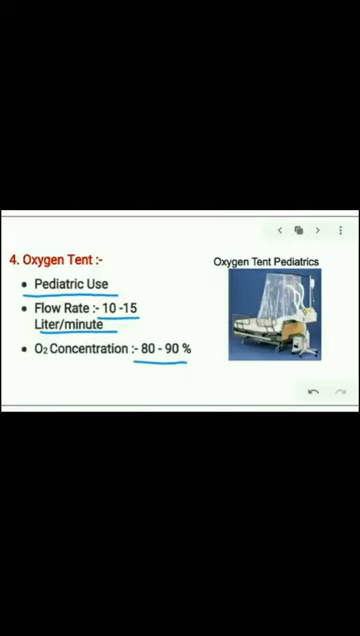 4. Oxygen Tent :-
Oxygen Tent Pediatrics
• Pediatric Use
• Flow Rate :- 10 -15
Liter/minute
• O₂ Concentration :- 80 - 90 %